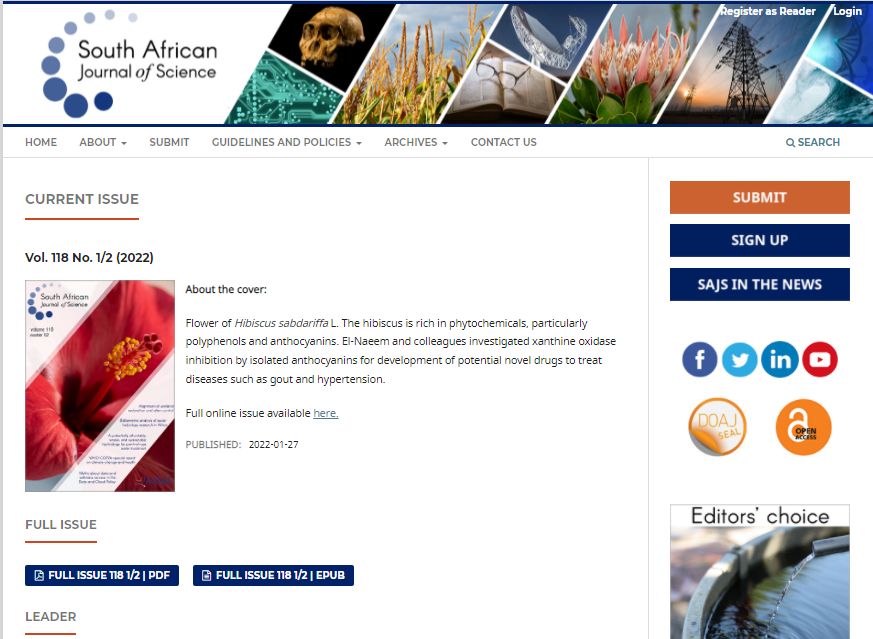 Register as Reader Login
South African
Journal of Science
HOME ABOUT SUBMIT GUIDELINES AND POLICIES ARCHIVES CONTACT US SEARCH
CURRENT ISSUE
Vol. 118 No. 1/2 (2022)
South African
Journal of Science
volume 118
About the cover:
Flower of Hibiscus sabdariffa L. The hibiscus is rich in phytochemicals, particularly
polyphenols and anthocyanins. El-Naeem and colleagues investigated xanthine oxidase
inhibition by isolated anthocyanins for development of potential novel drugs to treat
diseases such as gout and hypertension.
Full online issue available here.
PUBLISHED: 2022-01-27
FULL ISSUE
FULL ISSUE 118 1/2 | PDF FULL ISSUE 118 1/2 | EPUB
LEADER
SUBMIT
SIGN UP
SAJS IN THE NEWS
f
in
DOAJ
SEAL
OPEN
ACCESS
Editors' choice